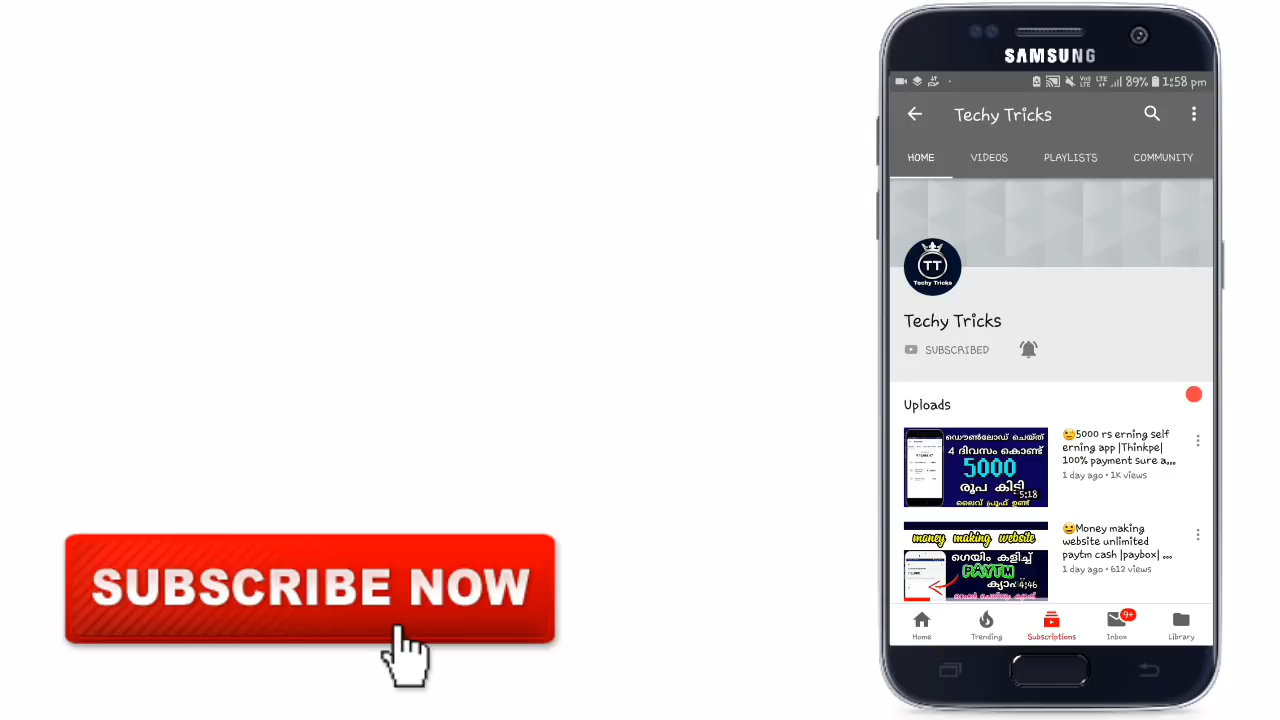 SAMSUNG
89% 1:58 pm
Techy Tricks
HOME VIDEOS PLAYLISTS COMMUNITY
TT
Techy Tricks
Techy Tricks
SUBSCRIBED
Uploads
ഡൌൺലോഡ് ചെയ്ത്
4 ദിവസം കൊണ്ട്
5000
രൂപ കിട്ടി
5:18
ലൈവ് പ്രൂഫ് ഉണ്ട്
😉5000 rs erning self
erning app |Thinkpe|
100% payment sure a...
1 day ago • 1K views
money making website
ഗെയിം കളിച്ച്
PAYTM
4:46
😀Money making
website unlimited
paytm cash |paybox| ...
1 day ago • 612 views
SUBSCRIBE NOW
9+
Home Trending Subscriptions Inbox Library